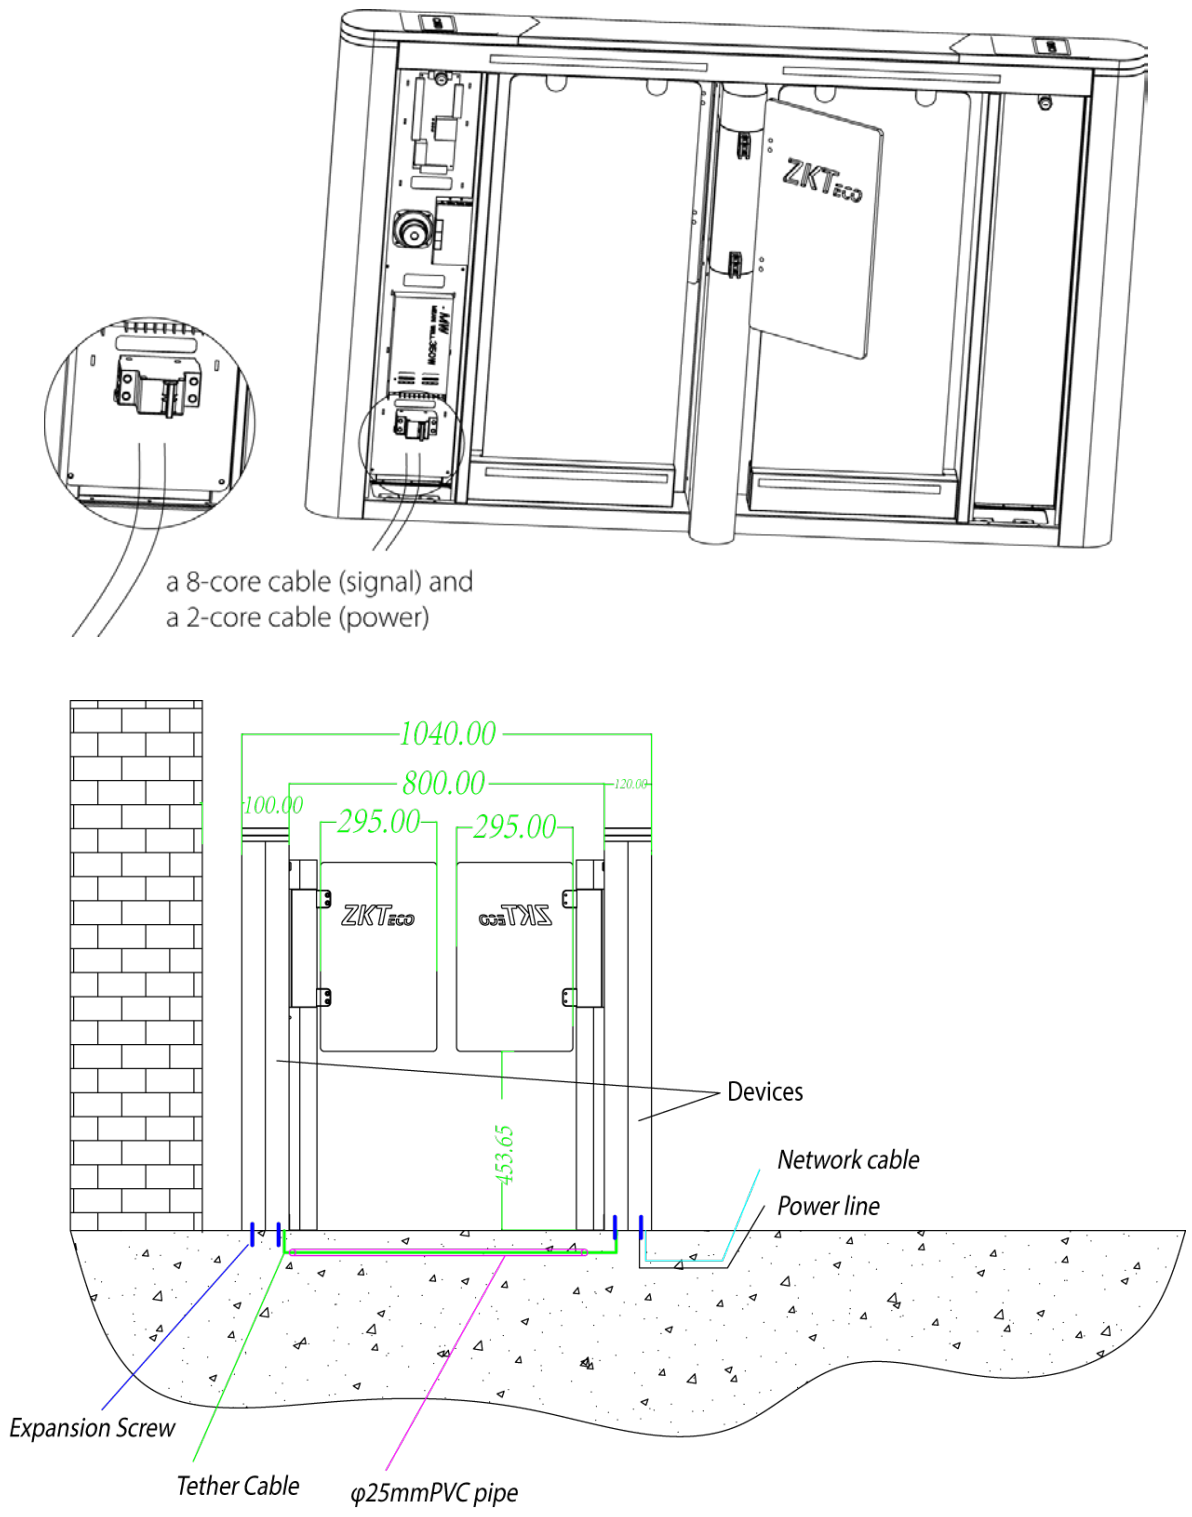 ZKTECO
MW
a 8-core cable (signal) and
a 2-core cable (power)
1040.00
800.00
120.00
100.00
295.00
295.00
ZKTECO
ZKTECO
453.65
Devices
Network cable
Power line
Expansion Screw
Tether Cable
φ25mmPVC pipe